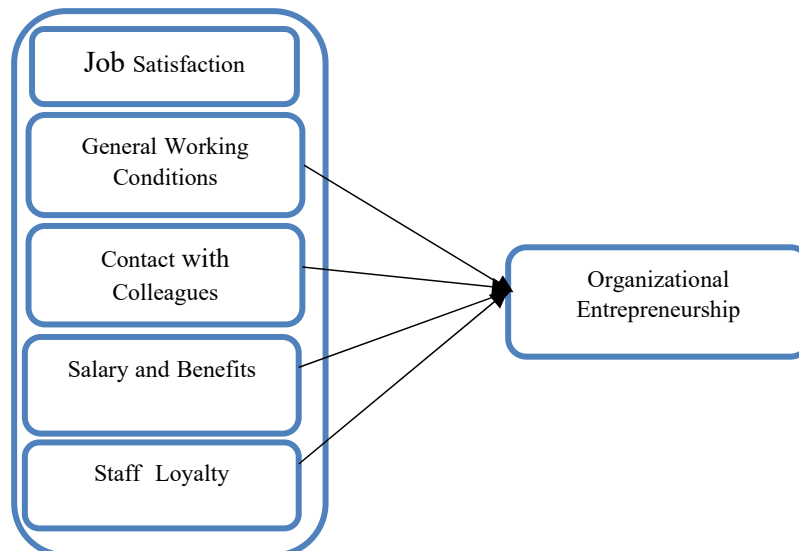 Job Satisfaction
General Working
Conditions
Contact with
Colleagues
Salary and Benefits
Staff Loyalty
Organizational
Entrepreneurship